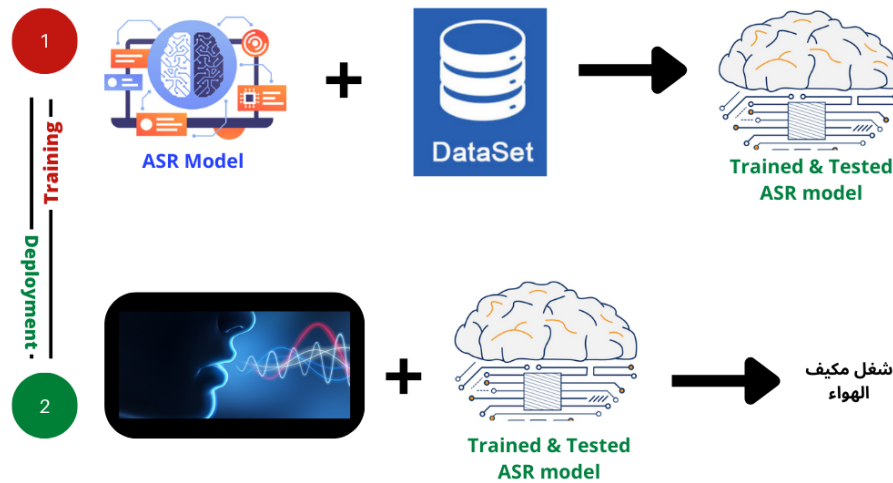 1
ASR Model
+
DataSet
Trained & Tested
ASR model
Training
Deployment
2
+
Trained & Tested
ASR model
شغل مكيف
الهواء